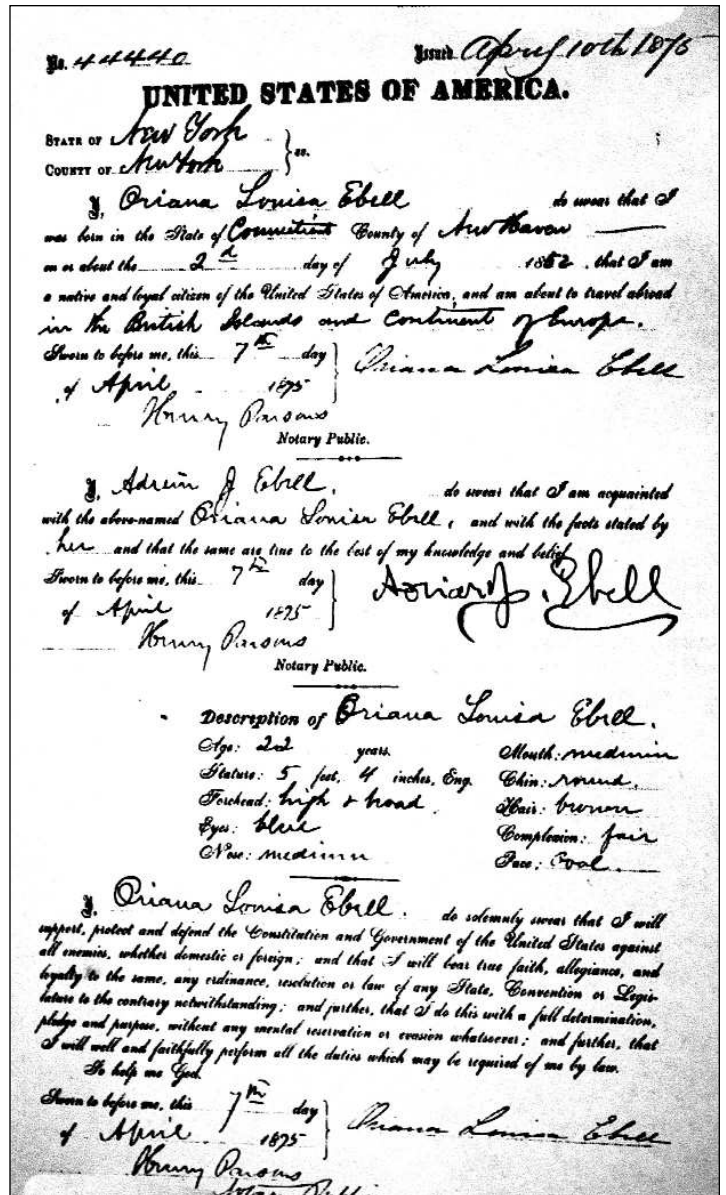 No. 44440 Issued April 10th 1875
UNITED STATES OF AMERICA.
STATE OF New York
COUNTY OF New York } ss.
I, Oriana Louisa Ebell do swear that I
was born in the State of Connecticut County of New Haven
on or about the 2d day of July 1852, that I am
a native and loyal citizen of the United States of America, and am about to travel abroad
in the British Islands and Continent of Europe.
Sworn to before me, this 7th day
of April 1875
Oriana Louisa Ebell
Henry Parsons
Notary Public.
I, Adrein J Ebell, do swear that I am acquainted
with the above-named Oriana Louisa Ebell, and with the facts stated by
her and that the same are true to the best of my knowledge and belief
Sworn to before me, this 7th day
of April 1875
Adrian J. Ebell
Henry Parsons
Notary Public.
Description of Oriana Louisa Ebell.
Age: 22 years. Mouth: medium
Stature: 5 feet, 4 inches, Eng. Chin: round.
Forehead: high & broad Hair: brown
Eyes: blue Complexion: fair
Nose: medium Face: Oval.
I, Oriana Louisa Ebell. do solemnly swear that I will
support, protect and defend the Constitution and Government of the United States against
all enemies, whether domestic or foreign; and that I will bear true faith, allegiance, and
loyalty to the same, any ordinance, resolution or law of any State, Convention or Legis-
lature to the contrary notwithstanding; and further, that I do this with a full determination,
pledge and purpose, without any mental reservation or evasion whatsoever; and further, that
I will well and faithfully perform all the duties which may be required of me by law.
So help me God.
Sworn to before me, this 7th day
of April 1875
Oriana Louisa Ebell
Henry Parsons
Notary Public